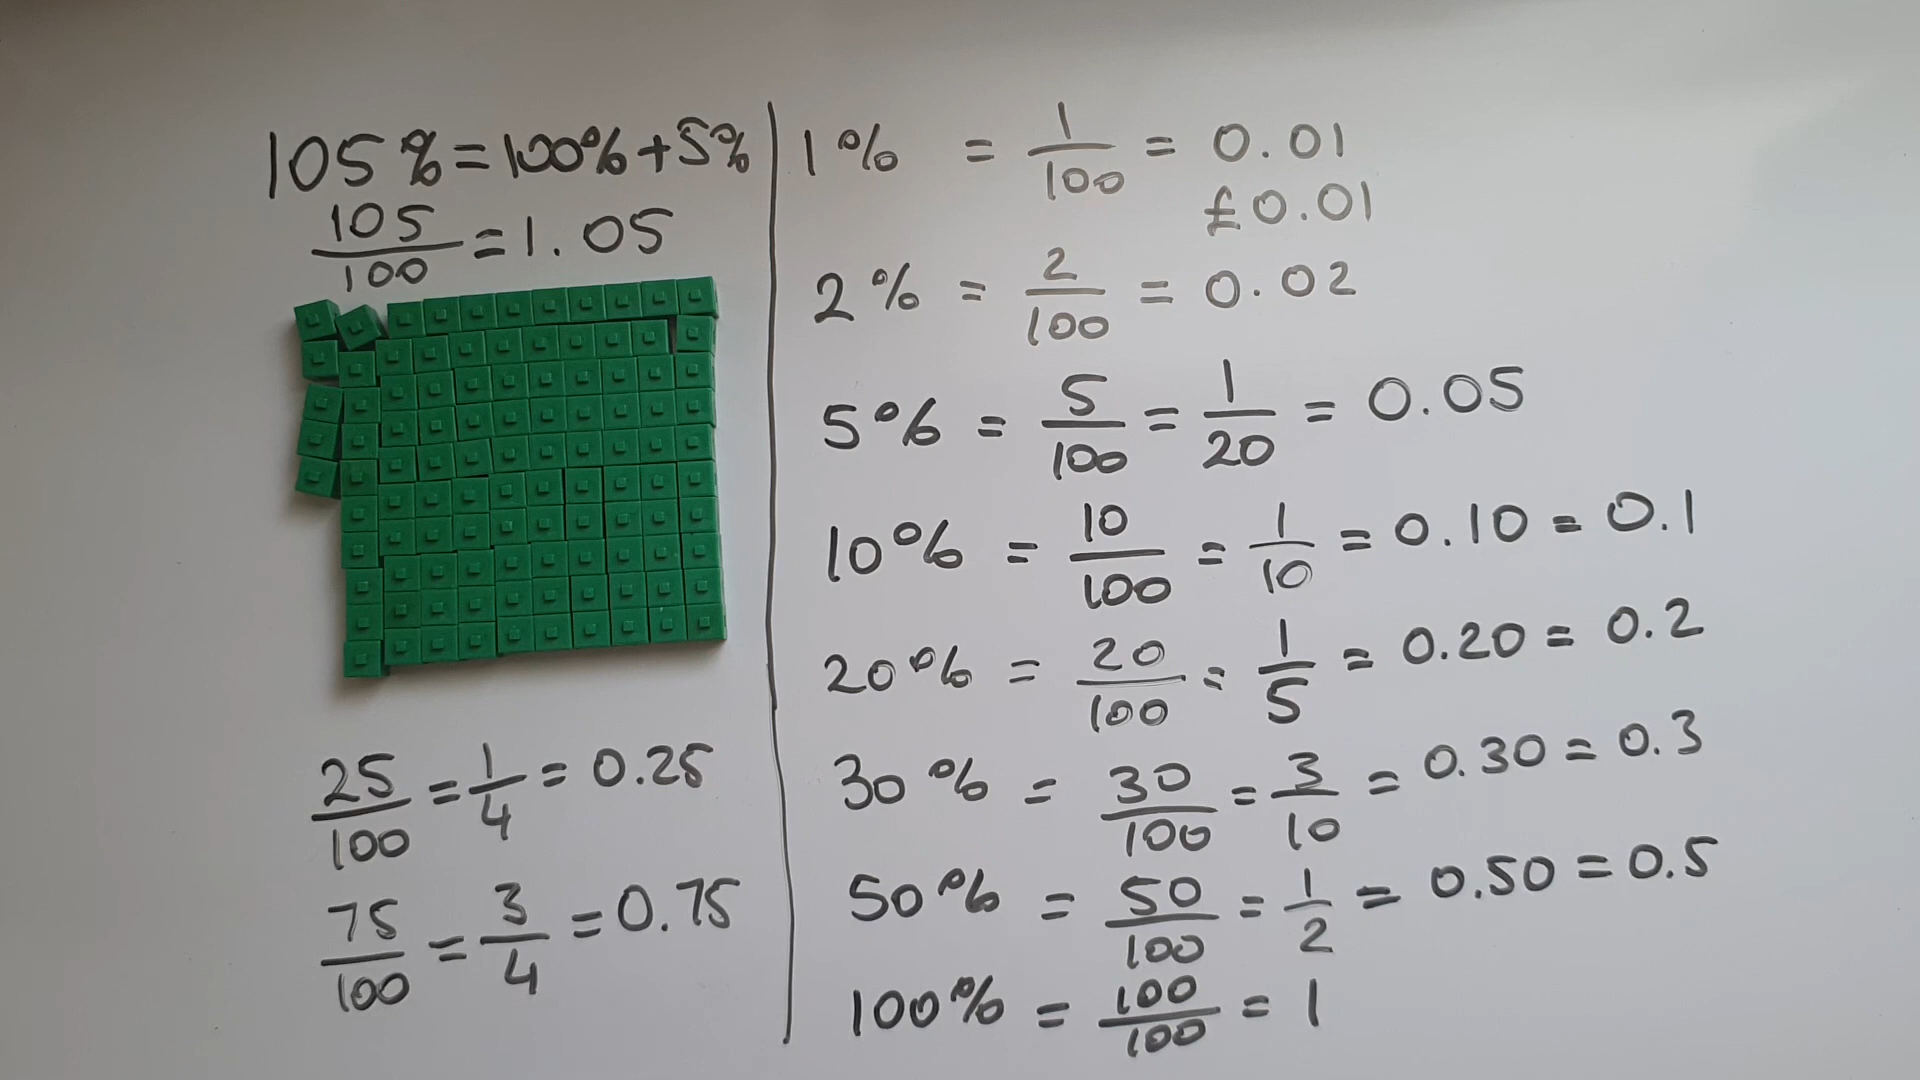 105% = 100% + 5%
105/100 = 1.05
25/100 = 1/4 = 0.25
75/100 = 3/4 = 0.75
1% = 1/100 = 0.01
£0.01
2% = 2/100 = 0.02
5% = 5/100 = 1/20 = 0.05
10% = 10/100 = 1/10 = 0.10 = 0.1
20% = 20/100 = 1/5 = 0.20 = 0.2
30% = 30/100 = 3/10 = 0.30 = 0.3
50% = 50/100 = 1/2 = 0.50 = 0.5
100% = 100/100 = 1